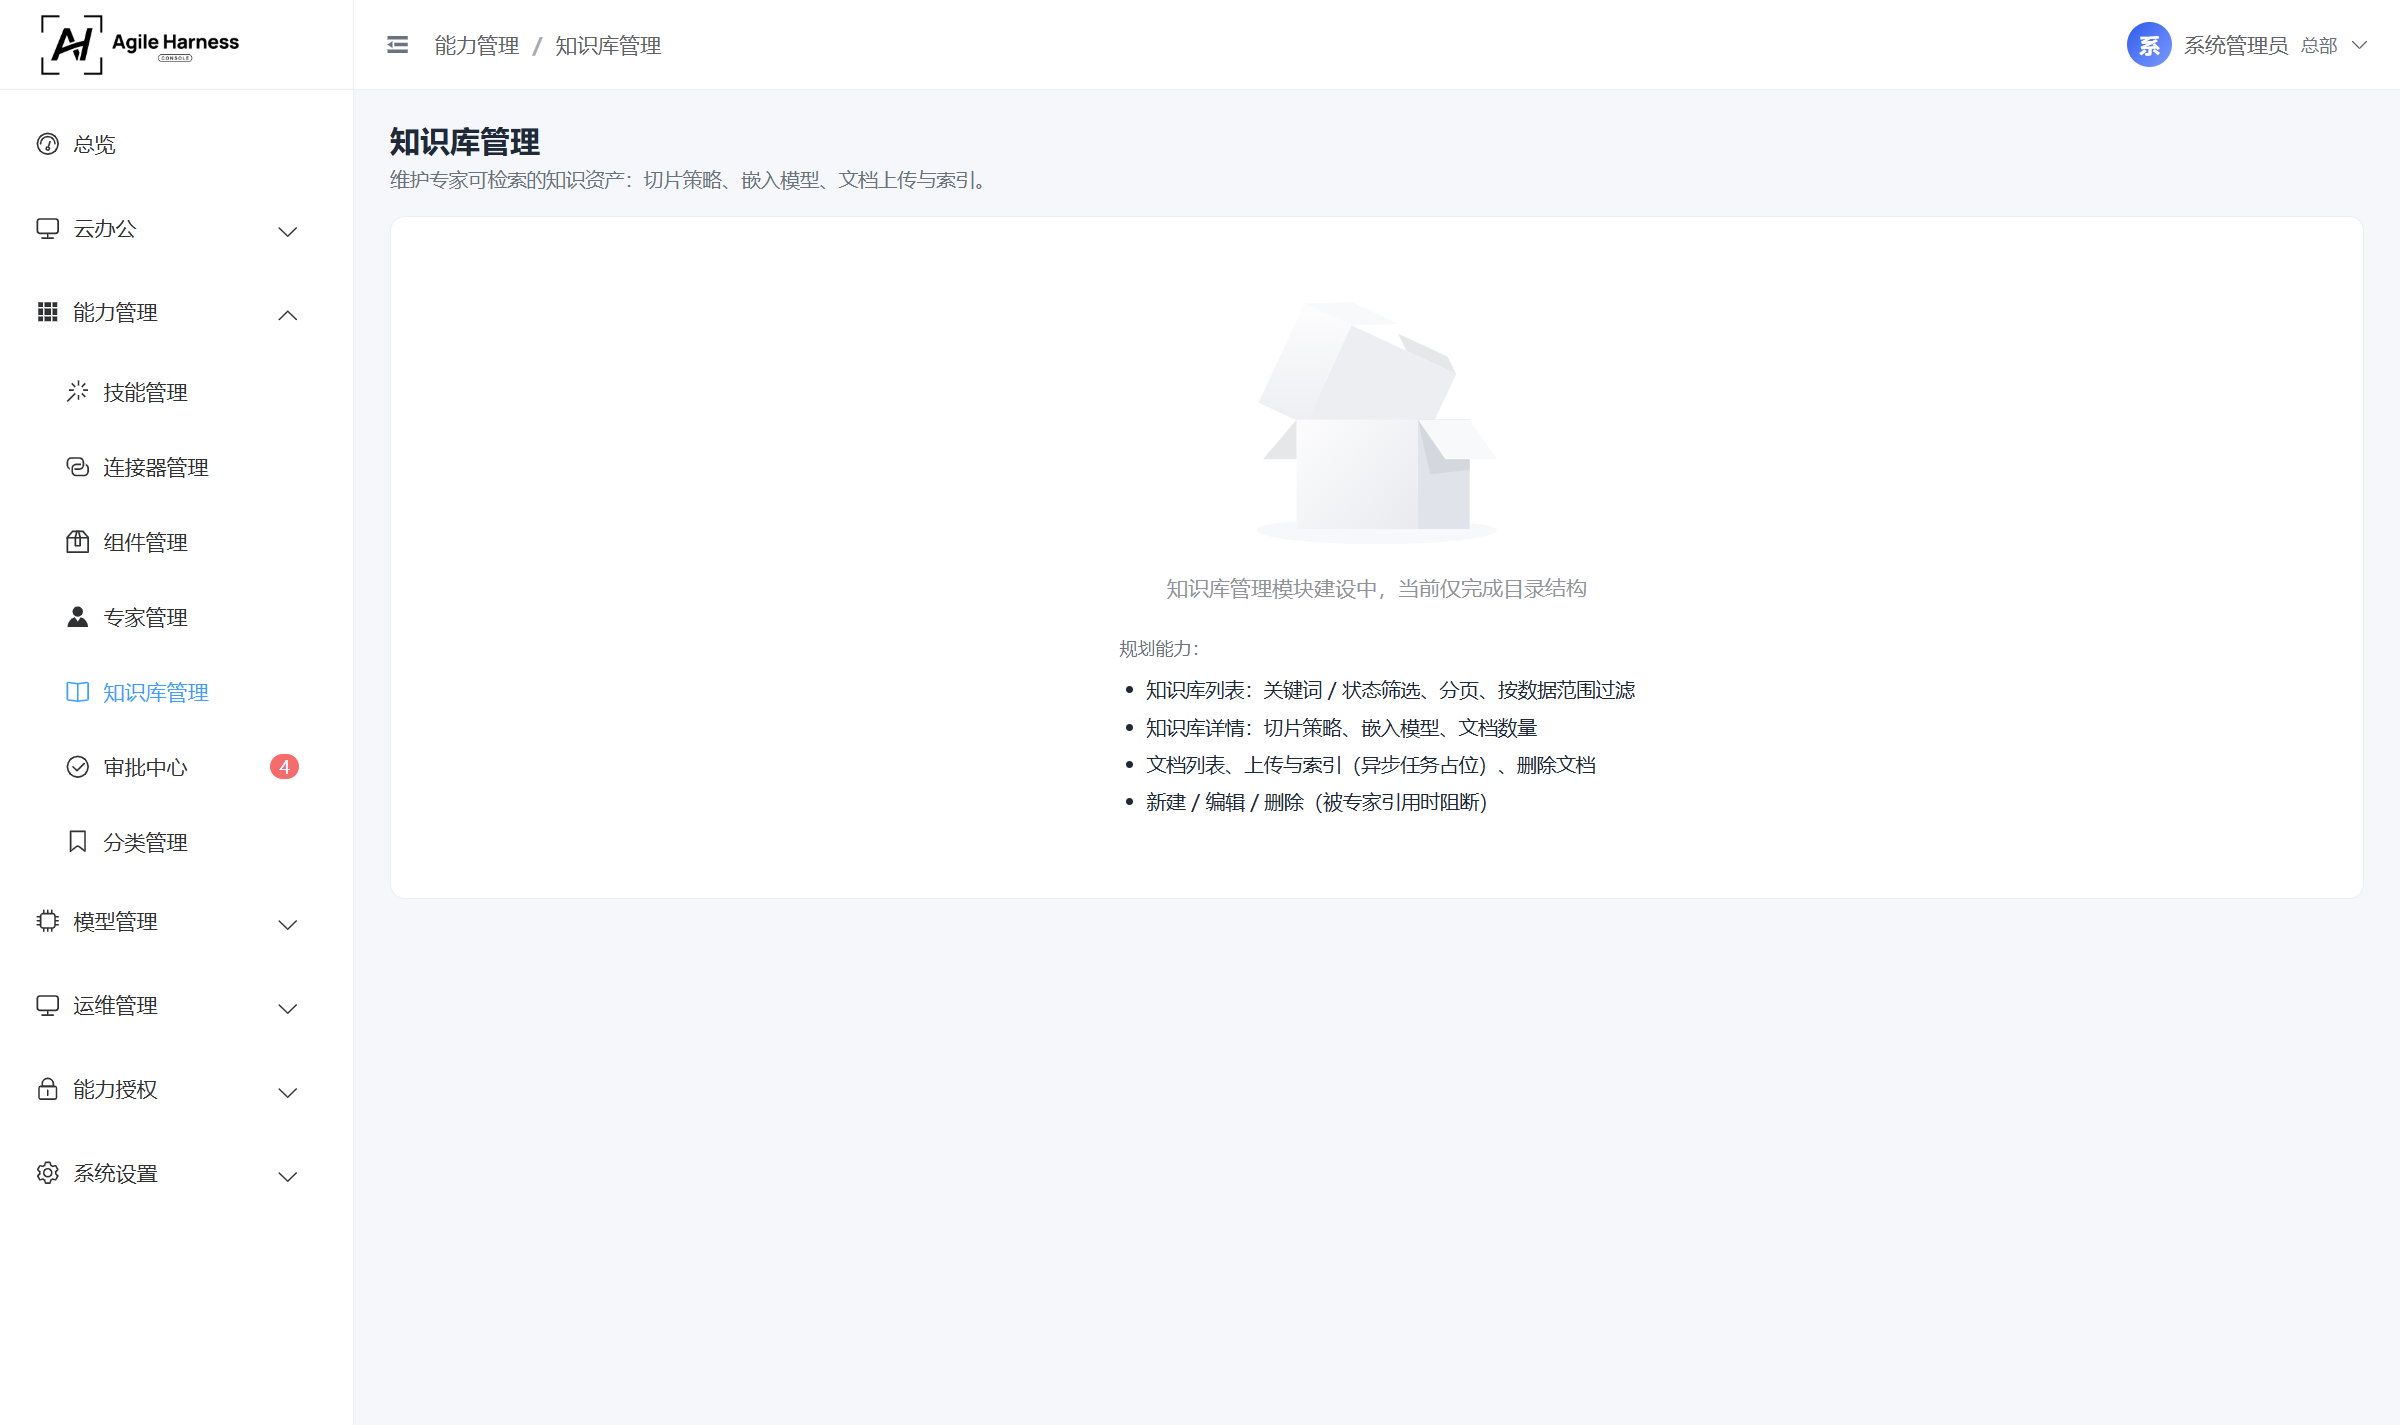 Agile Harness
CONSOLE
能力管理 / 知识库管理
系 系统管理员 总部
总览
云办公
能力管理
技能管理
连接器管理
组件管理
专家管理
知识库管理
审批中心 4
分类管理
模型管理
运维管理
能力授权
系统设置
知识库管理
维护专家可检索的知识资产：切片策略、嵌入模型、文档上传与索引。
知识库管理模块建设中，当前仅完成目录结构
规划能力：
• 知识库列表：关键词 / 状态筛选、分页、按数据范围过滤
• 知识库详情：切片策略、嵌入模型、文档数量
• 文档列表、上传与索引（异步任务占位）、删除文档
• 新建 / 编辑 / 删除（被专家引用时阻断）